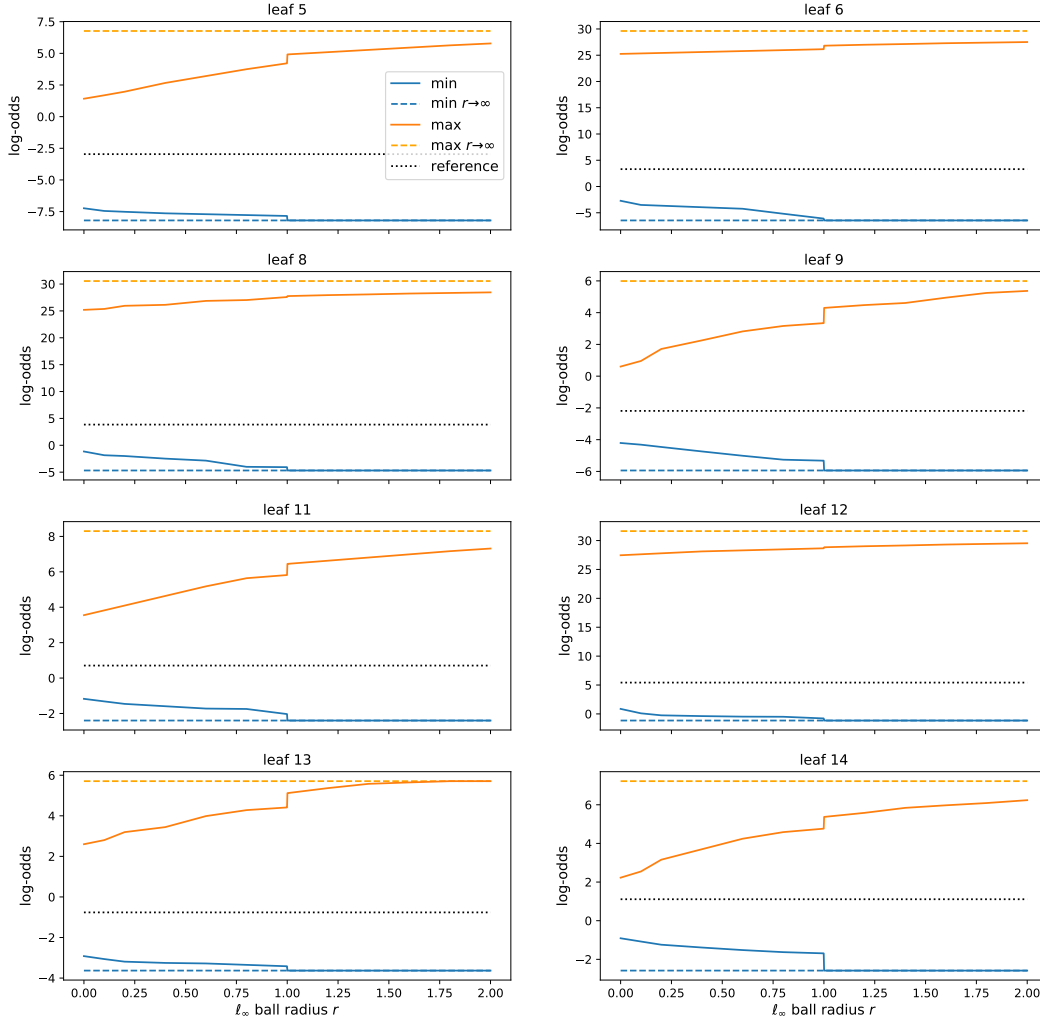 leaf 5
7.5
5.0
2.5
0.0
−2.5
−5.0
−7.5
log-odds
min
min r→∞
max
max r→∞
reference
leaf 6
30
25
20
15
10
5
0
−5
log-odds
leaf 8
30
25
20
15
10
5
0
−5
log-odds
leaf 9
6
4
2
0
−2
−4
−6
log-odds
leaf 11
8
6
4
2
0
−2
log-odds
leaf 12
30
25
20
15
10
5
0
log-odds
leaf 13
6
4
2
0
−2
−4
log-odds
0.00 0.25 0.50 0.75 1.00 1.25 1.50 1.75 2.00
ℓ∞ ball radius r
leaf 14
6
4
2
0
−2
log-odds
0.00 0.25 0.50 0.75 1.00 1.25 1.50 1.75 2.00
ℓ∞ ball radius r